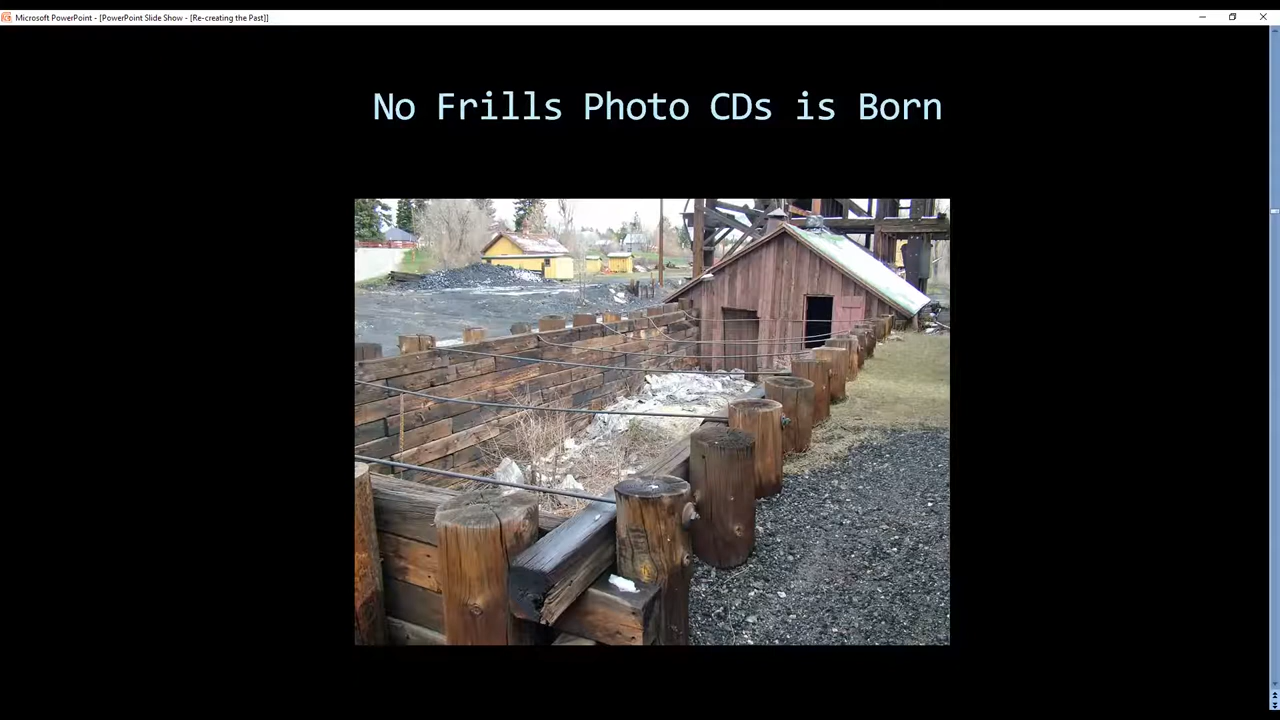 Microsoft PowerPoint - [PowerPoint Slide Show - [Re-creating the Past]]
No Frills Photo CDs is Born